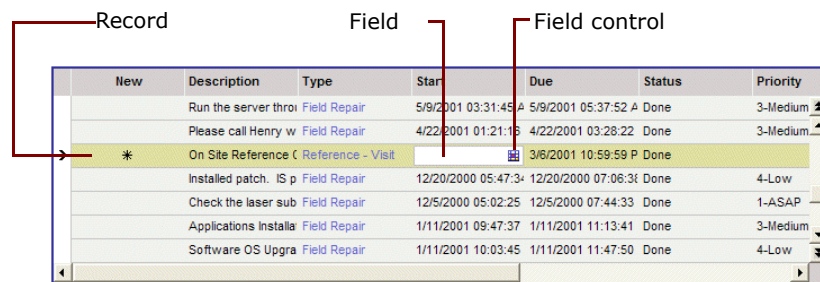 Record Field Field control
New Description Type Start Due Status Priority
Run the server throu Field Repair 5/9/2001 03:31:45 A 5/9/2001 05:37:52 A Done 3-Medium
Please call Henry w Field Repair 4/22/2001 01:21:16 4/22/2001 03:28:22 Done 3-Medium
* On Site Reference ( Reference - Visit 3/6/2001 10:59:59 P Done
Installed patch. IS p Field Repair 12/20/2000 05:47:34 12/20/2000 07:06:38 Done 4-Low
Check the laser sub Field Repair 12/5/2000 05:02:25 12/5/2000 07:44:33 Done 1-ASAP
Applications Installat Field Repair 1/11/2001 09:47:37 1/11/2001 11:13:41 Done 3-Medium
Software OS Upgra Field Repair 1/11/2001 10:03:45 1/11/2001 11:47:50 Done 4-Low